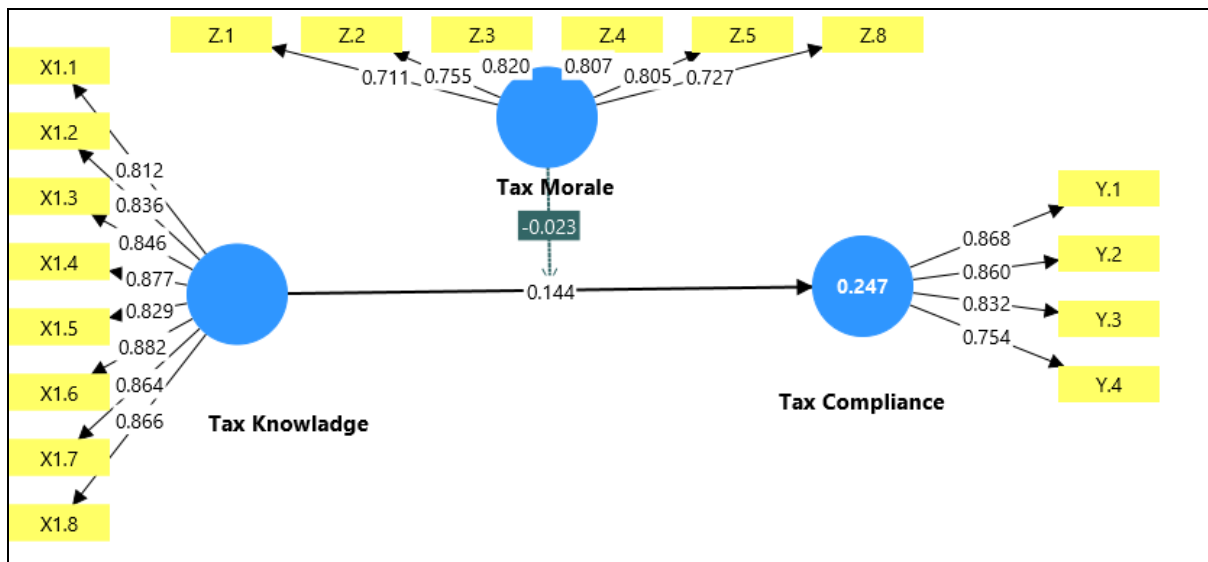 Z.1
Z.2
Z.3
Z.4
Z.5
Z.8
0.711
0.755
0.820
0.807
0.805
0.727
Tax Morale
-0.023
X1.1
X1.2
X1.3
X1.4
X1.5
X1.6
X1.7
X1.8
0.812
0.836
0.846
0.877
0.829
0.882
0.864
0.866
Tax Knowladge
0.144
0.247
Tax Compliance
0.868
0.860
0.832
0.754
Y.1
Y.2
Y.3
Y.4